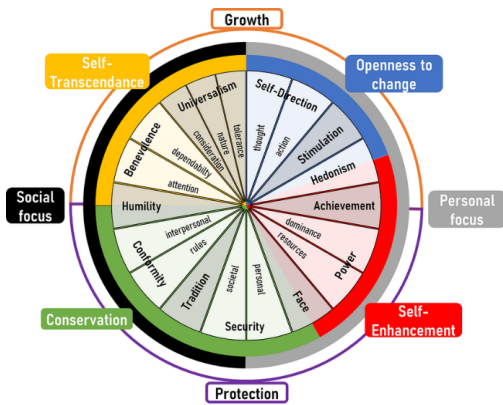 Growth
Self-
Transcendance
Openness to
change
Universalism
Self-Direction
tolerance
nature
consideration
thought
action
Stimulation
Benevolence
dependabilty
attention
Hedonism
Social
focus
Humility
Achievement
Personal
focus
interpersonal
rules
dominance
resources
Conformity
Tradition
societal
personal
Power
Face
Security
Conservation
Self-
Enhancement
Protection